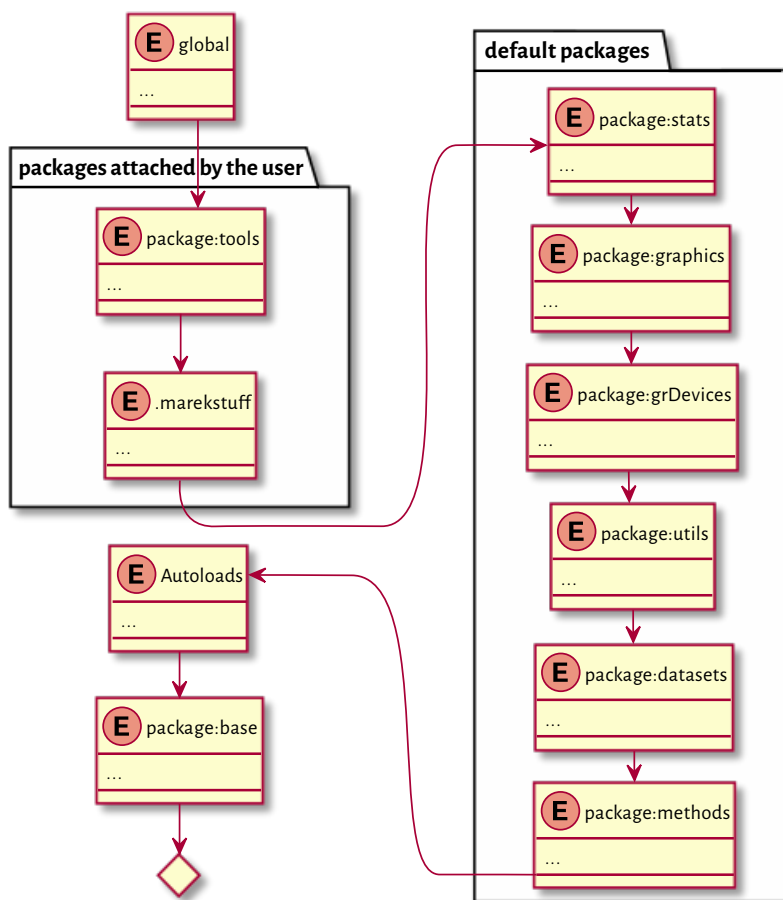 E global
...
packages attached by the user
E package:tools
...
E .marekstuff
...
default packages
E package:stats
...
E package:graphics
...
E package:grDevices
...
E package:utils
...
E package:datasets
...
E package:methods
...
E Autoloads
...
E package:base
...